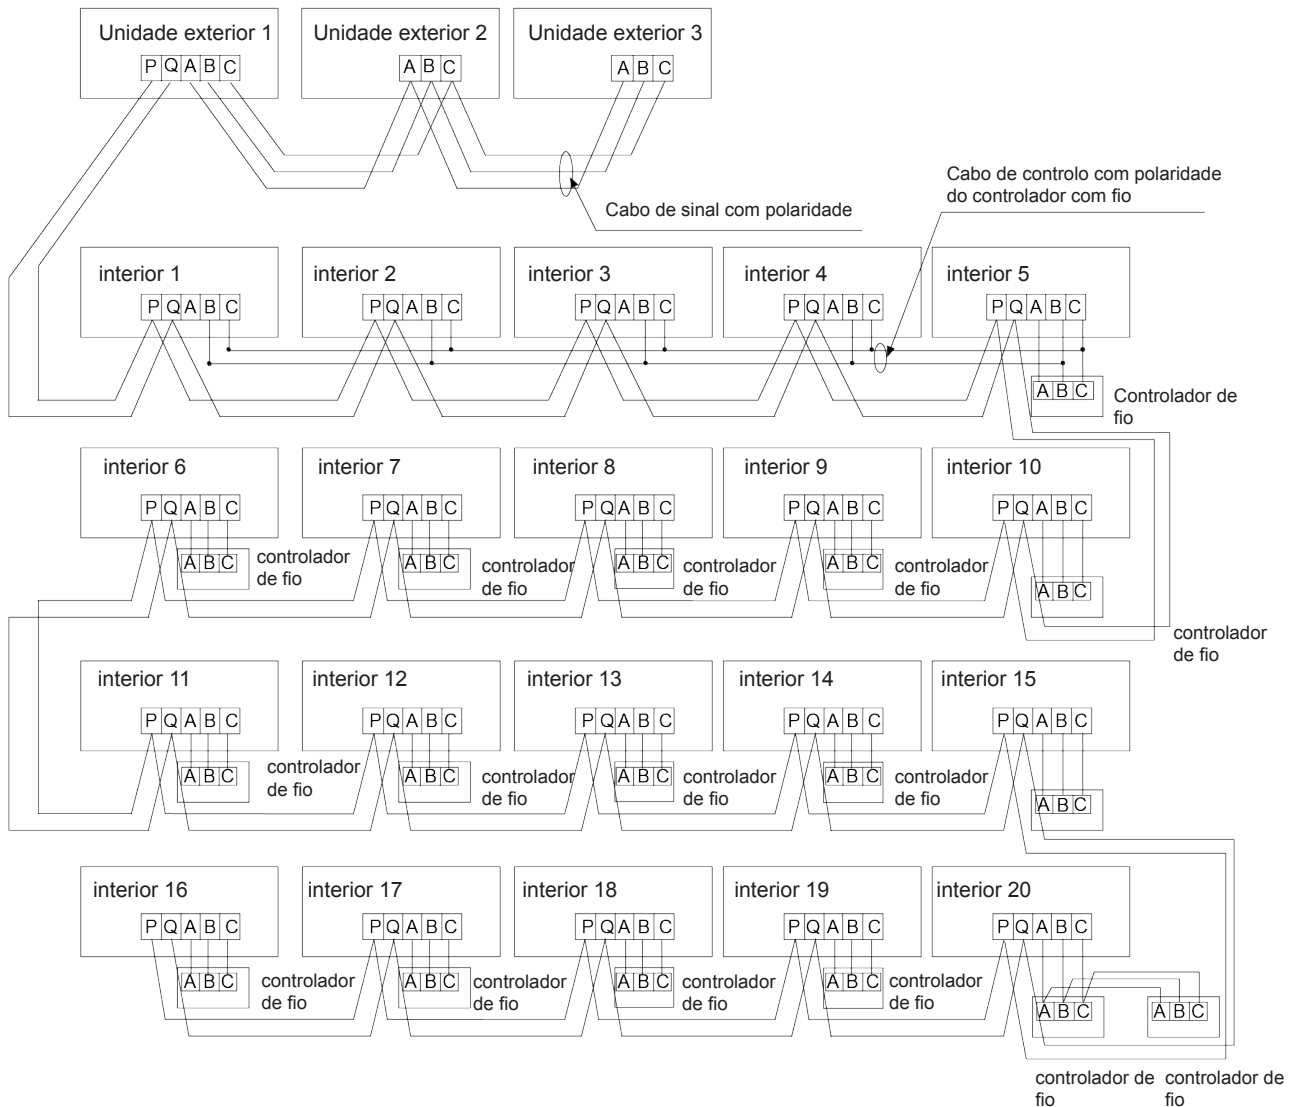 Unidade exterior 1 Unidade exterior 2 Unidade exterior 3
P Q A B C A B C A B C
Cabo de controlo com polaridade
do controlador com fio
Cabo de sinal com polaridade
interior 1 interior 2 interior 3 interior 4 interior 5
P Q A B C P Q A B C P Q A B C P Q A B C P Q A B C
A B C
Controlador de
fio
interior 6 interior 7 interior 8 interior 9 interior 10
P Q A B C P Q A B C P Q A B C P Q A B C P Q A B C
A B C controlador A B C controlador A B C controlador A B C controlador
de fio de fio de fio de fio
A B C
controlador
de fio
interior 11 interior 12 interior 13 interior 14 interior 15
P Q A B C P Q A B C P Q A B C P Q A B C P Q A B C
A B C controlador A B C controlador A B C controlador A B C controlador
de fio de fio de fio de fio
A B C
interior 16 interior 17 interior 18 interior 19 interior 20
P Q A B C P Q A B C P Q A B C P Q A B C P Q A B C
A B C controlador A B C controlador A B C controlador A B C controlador
de fio de fio de fio de fio
A B C A B C
controlador de controlador de
fio fio